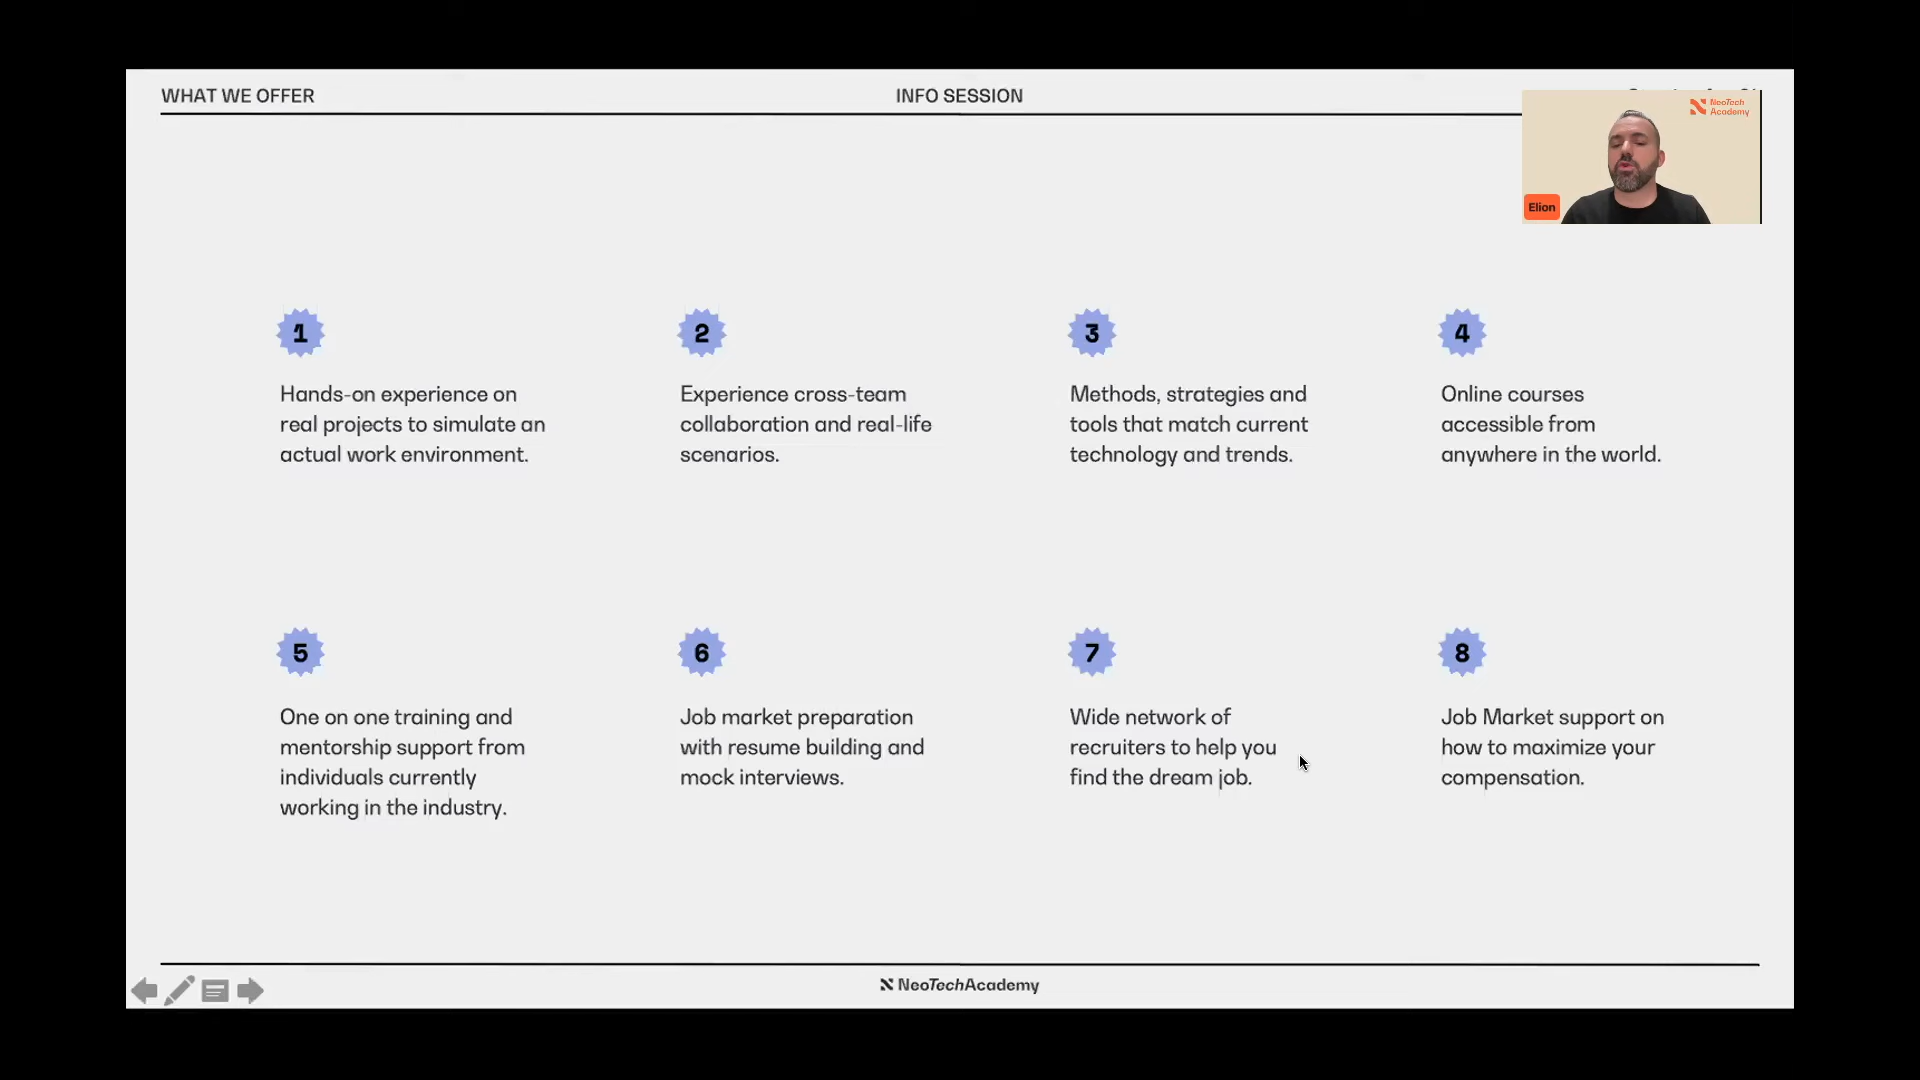 WHAT WE OFFER
INFO SESSION
NeoTech
Academy
Elion
1
Hands-on experience on
real projects to simulate an
actual work environment.
2
Experience cross-team
collaboration and real-life
scenarios.
3
Methods, strategies and
tools that match current
technology and trends.
4
Online courses
accessible from
anywhere in the world.
5
One on one training and
mentorship support from
individuals currently
working in the industry.
6
Job market preparation
with resume building and
mock interviews.
7
Wide network of
recruiters to help you
find the dream job.
8
Job Market support on
how to maximize your
compensation.
NeoTechAcademy